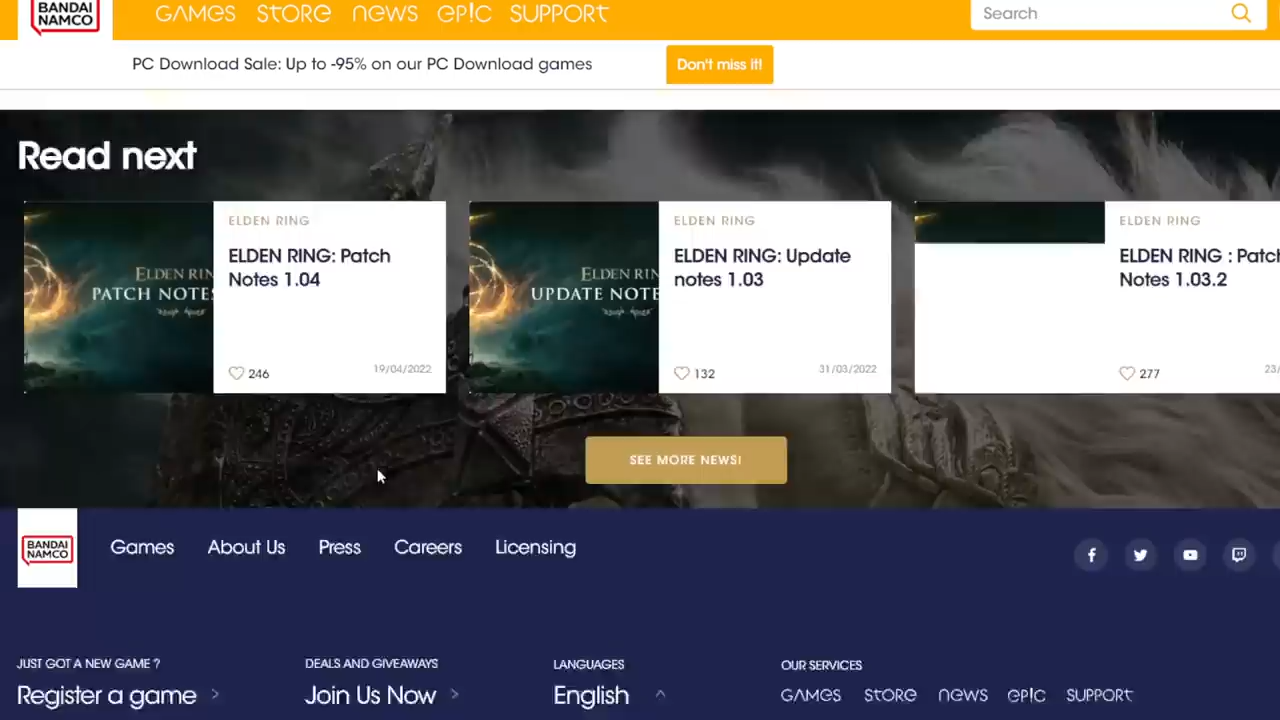 BANDAI
NAMCO
GAMES STORE NEWS EPIC SUPPORT
Search
PC Download Sale: Up to -95% on our PC Download games
Don't miss it!
Read next
ELDEN RING
ELDEN RING: Patch
Notes 1.04
246
19/04/2022
ELDEN RIN
PATCH NOTES
ELDEN RING
ELDEN RING: Update
notes 1.03
132
31/03/2022
ELDEN RIN
UPDATE NOTE
ELDEN RING
ELDEN RING : Patch
Notes 1.03.2
277
23/
SEE MORE NEWS!
BANDAI
NAMCO
Games About Us Press Careers Licensing
JUST GOT A NEW GAME ?
Register a game
DEALS AND GIVEAWAYS
Join Us Now
LANGUAGES
English
OUR SERVICES
GAMES STORE NEWS EPIC SUPPORT